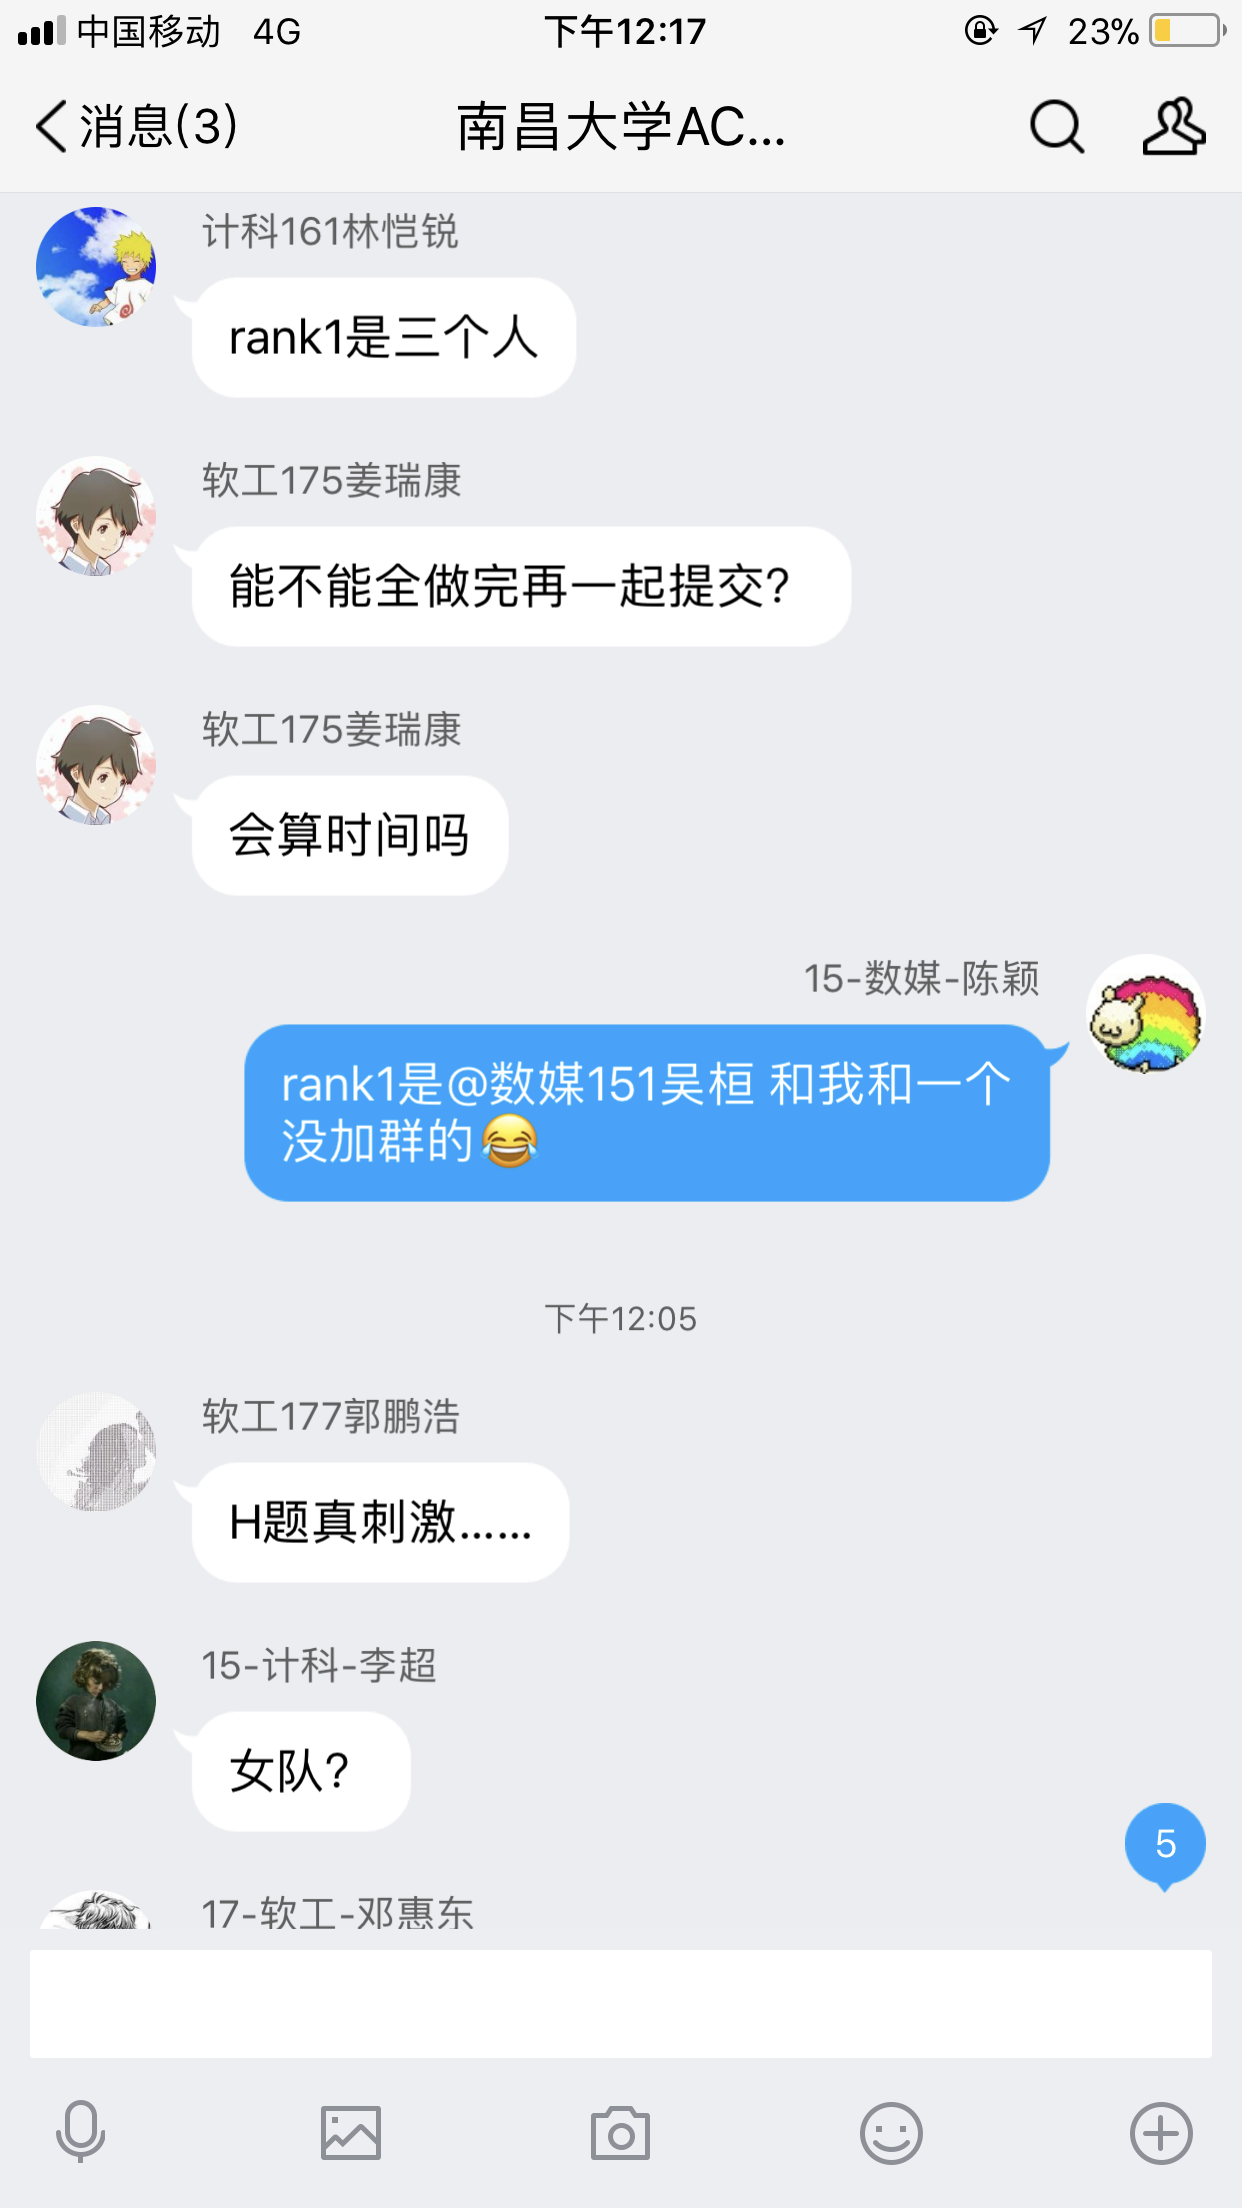 中国移动 4G 下午12:17 23%
消息(3) 南昌大学AC...
计科161林恺锐
rank1是三个人
软工175姜瑞康
能不能全做完再一起提交?
软工175姜瑞康
会算时间吗
15-数媒-陈颖
rank1是@数媒151吴桓 和我和一个
没加群的😂
下午12:05
软工177郭鹏浩
H题真刺激......
15-计科-李超
女队?
5
17-软工-邓惠东